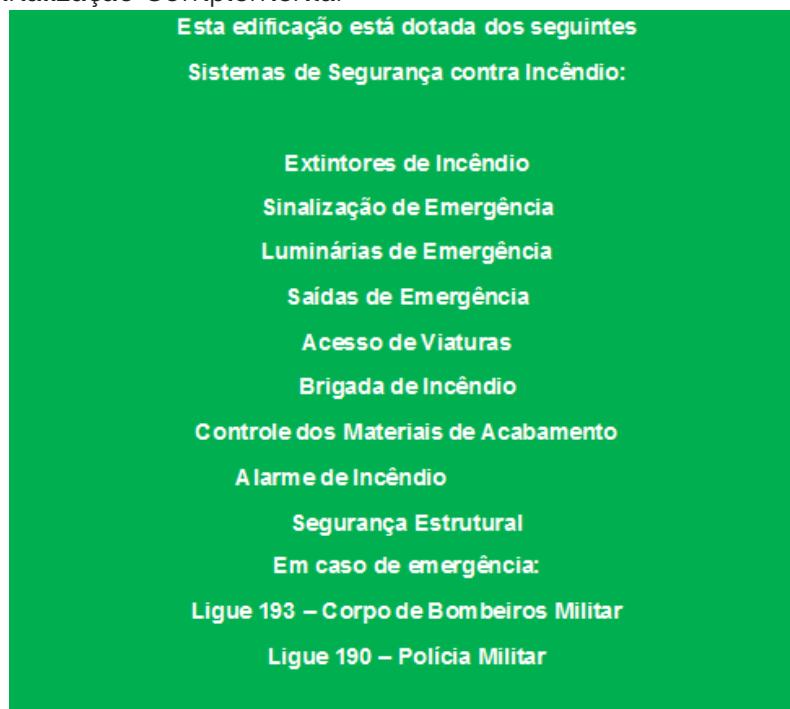 Esta edificação está dotada dos seguintes
Sistemas de Segurança contra Incêndio:
Extintores de Incêndio
Sinalização de Emergência
Luminárias de Emergência
Saídas de Emergência
Acesso de Viaturas
Brigada de Incêndio
Controle dos Materiais de Acabamento
Alarme de Incêndio
Segurança Estrutural
Em caso de emergência:
Ligue 193 – Corpo de Bombeiros Militar
Ligue 190 – Polícia Militar